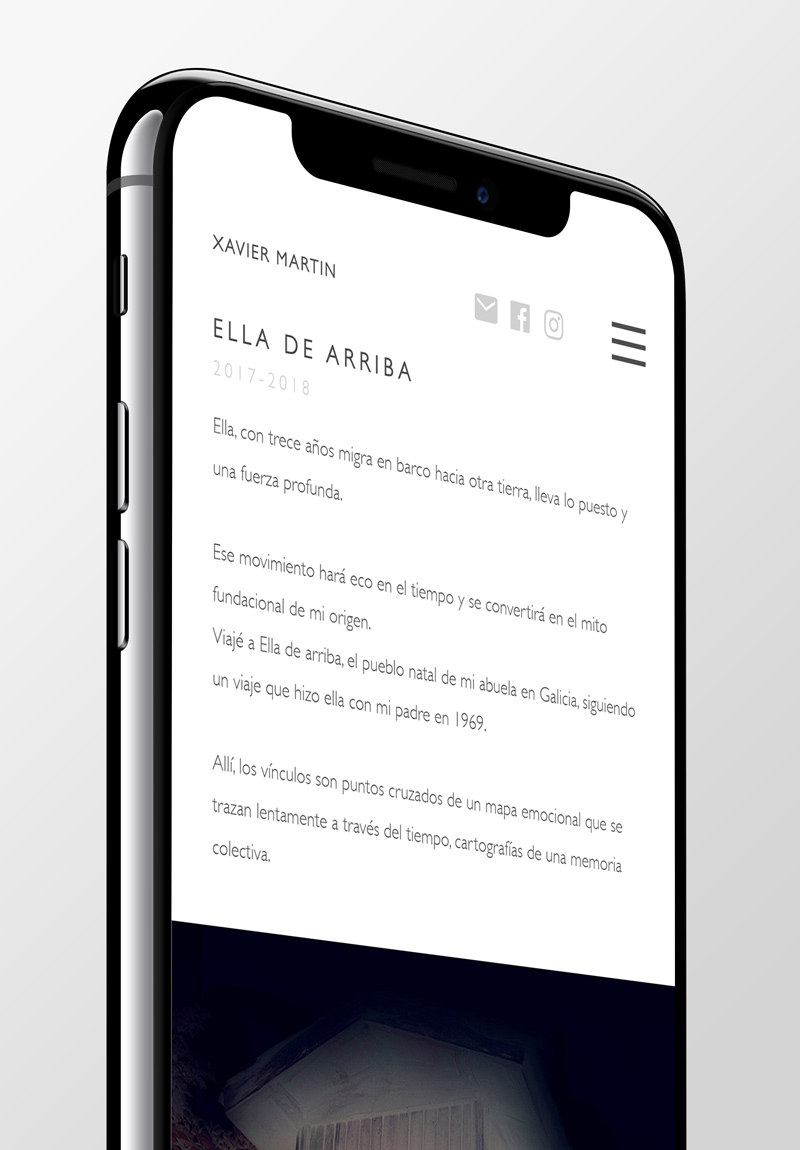 XAVIER MARTIN
ELLA DE ARRIBA
2017-2018
Ella, con trece años migra en barco hacia otra tierra, lleva lo puesto y
una fuerza profunda.
Ese movimiento hará eco en el tiempo y se convertirá en el mito
fundacional de mi origen.
Viajé a Ella de arriba, el pueblo natal de mi abuela en Galicia, siguiendo
un viaje que hizo ella con mi padre en 1969.
Allí, los vínculos son puntos cruzados de un mapa emocional que se
trazan lentamente a través del tiempo, cartografías de una memoria
colectiva.